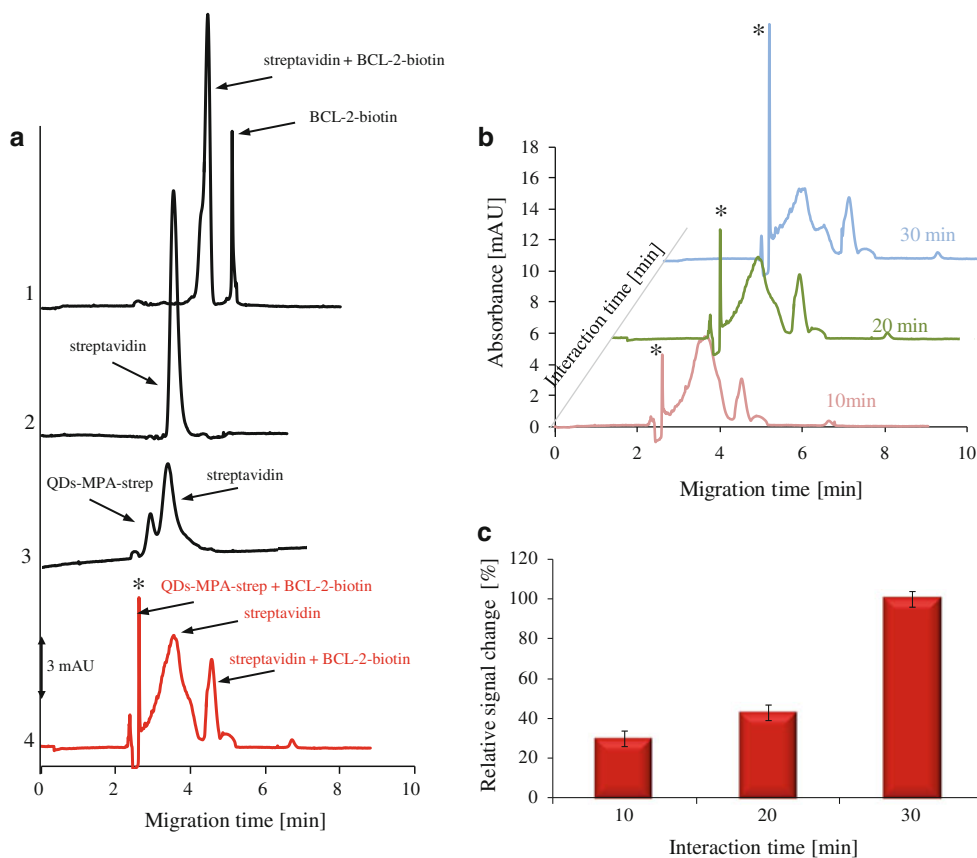 a
streptavidin + BCL-2-biotin
BCL-2-biotin
1
streptavidin
2
QDs-MPA-strep
streptavidin
3
*
QDs-MPA-strep + BCL-2-biotin
streptavidin
streptavidin + BCL-2-biotin
3 mAU
4
0 2 4 6 8 10
Migration time [min]
b
*
18
16
14
12
10
8
6
4
2
0
Absorbance [mAU]
Interaction time [min]
*
*
30 min
20 min
10min
0 2 4 6 8 10
Migration time [min]
c
120
100
80
60
40
20
0
Relative signal change [%]
10 20 30
Interaction time [min]